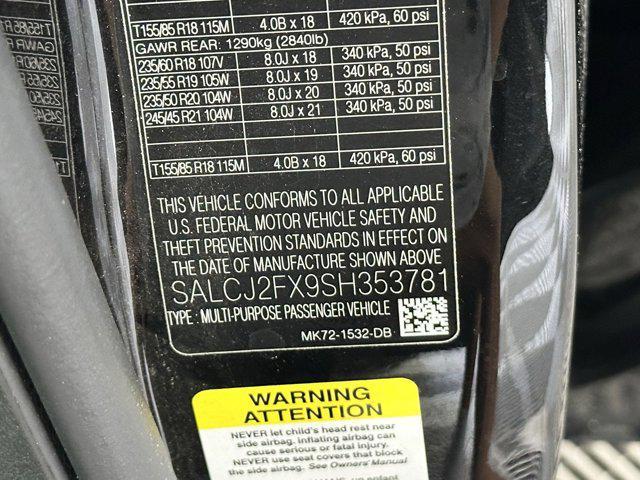 T155/85 R18 115M 4.0B x 18 420 kPa, 60 psi
GAWR REAR: 1290kg (2840lb)
235/60 R18 107V 8.0J x 18 340 kPa, 50 psi
235/55 R19 105W 8.0J x 19 340 kPa, 50 psi
235/50 R20 104W 8.0J x 20 340 kPa, 50 psi
245/45 R21 104W 8.0J x 21 340 kPa, 50 psi
T155/85 R18 115M 4.0B x 18 420 kPa, 60 psi
THIS VEHICLE CONFORMS TO ALL APPLICABLE
U.S. FEDERAL MOTOR VEHICLE SAFETY AND
THEFT PREVENTION STANDARDS IN EFFECT ON
THE DATE OF MANUFACTURE SHOWN ABOVE
SALCJ2FX9SH353781
TYPE : MULTI-PURPOSE PASSENGER VEHICLE
MK72-1532-DB
WARNING
ATTENTION
NEVER let child's head rest near
side airbag. Inflating airbag can
cause serious or fatal injury.
NEVER use seat covers that block
the side airbag. See Owners' Manual